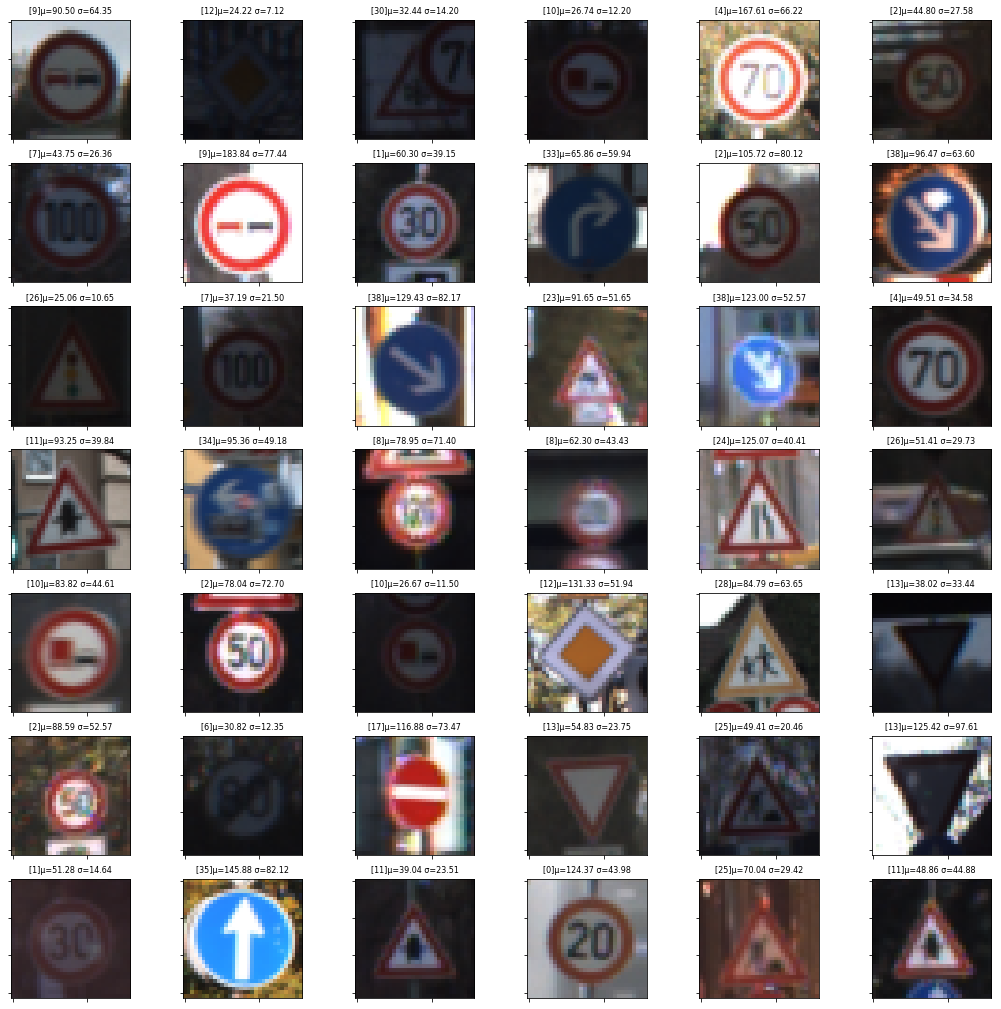 [9]μ=90.50 σ=64.35
[12]μ=24.22 σ=7.12
[30]μ=32.44 σ=14.20
[10]μ=26.74 σ=12.20
[4]μ=167.61 σ=66.22
[2]μ=44.80 σ=27.58
70
70
50
[7]μ=43.75 σ=26.36
[9]μ=183.84 σ=77.44
[1]μ=60.30 σ=39.15
[33]μ=65.86 σ=59.94
[2]μ=105.72 σ=80.12
[38]μ=96.47 σ=63.60
100
30
50
[26]μ=25.06 σ=10.65
[7]μ=37.19 σ=21.50
[38]μ=129.43 σ=82.17
[23]μ=91.65 σ=51.65
[38]μ=123.00 σ=52.57
[4]μ=49.51 σ=34.58
100
70
[11]μ=93.25 σ=39.84
[34]μ=95.36 σ=49.18
[8]μ=78.95 σ=71.40
[8]μ=62.30 σ=43.43
[24]μ=125.07 σ=40.41
[26]μ=51.41 σ=29.73
[10]μ=83.82 σ=44.61
[2]μ=78.04 σ=72.70
[10]μ=26.67 σ=11.50
[12]μ=131.33 σ=51.94
[28]μ=84.79 σ=63.65
[13]μ=38.02 σ=33.44
50
[2]μ=88.59 σ=52.57
[6]μ=30.82 σ=12.35
[17]μ=116.88 σ=73.47
[13]μ=54.83 σ=23.75
[25]μ=49.41 σ=20.46
[13]μ=125.42 σ=97.61
50
80
[1]μ=51.28 σ=14.64
[35]μ=145.88 σ=82.12
[11]μ=39.04 σ=23.51
[0]μ=124.37 σ=43.98
[25]μ=70.04 σ=29.42
[11]μ=48.86 σ=44.88
30
20